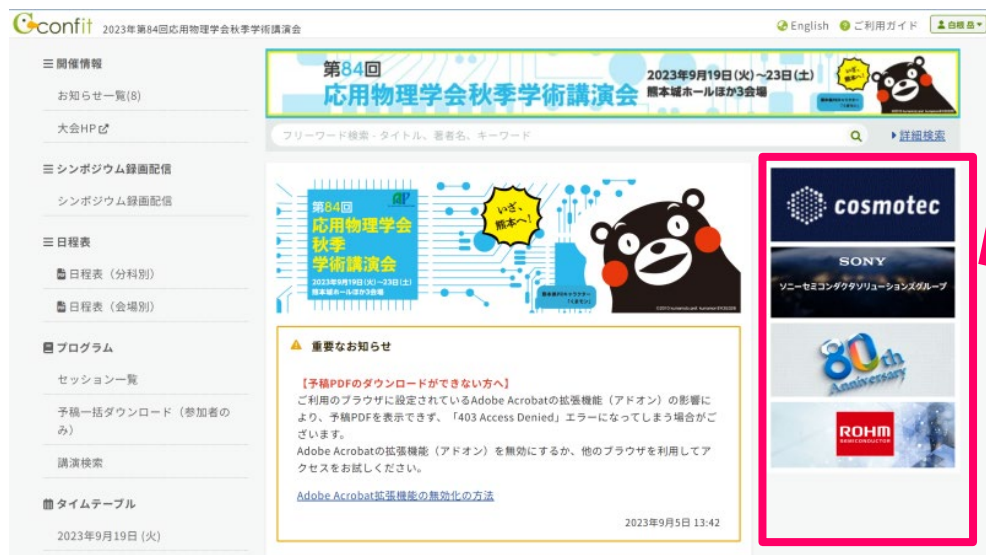 confit 2023年第84回応用物理学会秋季学術講演会
English
ご利用ガイド
開催情報
お知らせ一覧(8)
大会HP
シンポジウム録画配信
シンポジウム録画配信
日程表
日程表（分科別）
日程表（会場別）
プログラム
セッション一覧
予稿一括ダウンロード（参加者の
み）
講演検索
タイムテーブル
2023年9月19日 (火)
第84回
応用物理学会秋季学術講演会
2023年9月19日(火)~23日(土)
熊本城ホールほか3会場
フリーワード検索 - タイトル、著者名、キーワード
詳細検索
第84回
応用物理学会
秋季
学術講演会
2023年9月19日(火)~23日(土)
熊本城ホールほか3会場
いざ、
熊本へ!
重要なお知らせ
【予稿PDFのダウンロードができない方へ】
ご利用のブラウザに設定されているAdobe Acrobatの拡張機能（アドオン）の影響に
より、予稿PDFを表示できず、「403 Access Denied」エラーになってしまう場合がご
ざいます。
Adobe Acrobatの拡張機能（アドオン）を無効にするか、他のブラウザを利用してア
クセスをお試しください。
Adobe Acrobat拡張機能の無効化の方法
2023年9月5日 13:42
cosmotec
SONY
ソニーセミコンダクタソリューションズグループ
80th
Anniversary
ROHM
SEMICONDUCTOR